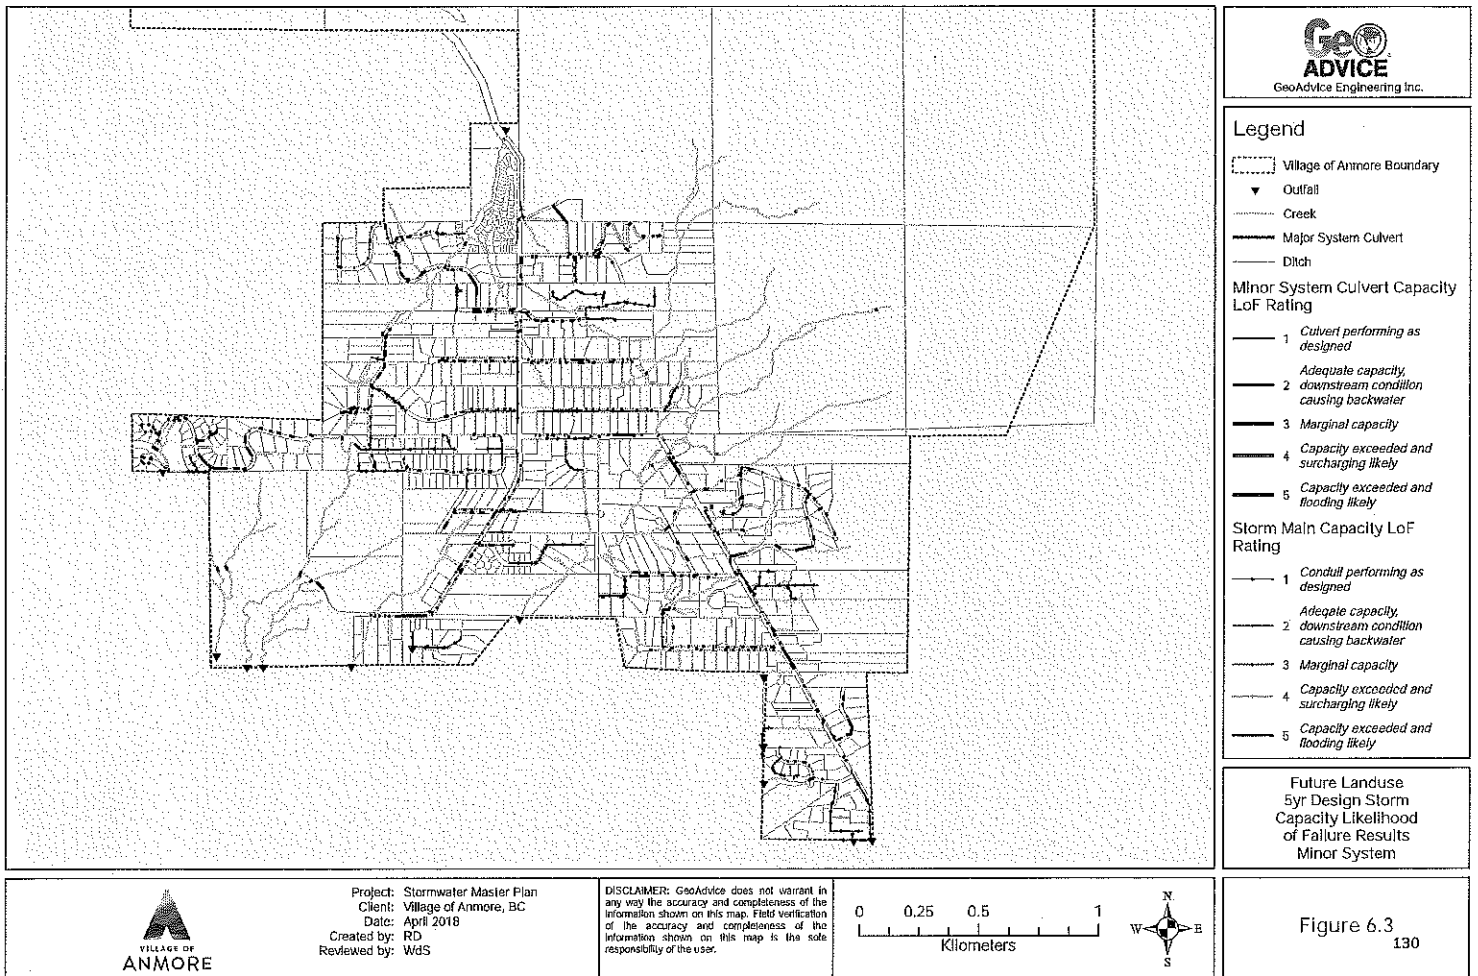 Geo
ADVICE
GeoAdvice Engineering Inc.
Legend
Village of Anmore Boundary
Outfall
Creek
Major System Culvert
Ditch
Minor System Culvert Capacity
LoF Rating
1 Culvert performing as
designed
2 Adequate capacity,
downstream condition
causing backwater
3 Marginal capacity
4 Capacity exceeded and
surcharging likely
5 Capacity exceeded and
flooding likely
Storm Main Capacity LoF
Rating
1 Conduit performing as
designed
2 Adeqate capacity,
downstream condition
causing backwater
3 Marginal capacity
4 Capacity exceeded and
surcharging likely
5 Capacity exceeded and
flooding likely
Future Landuse
5yr Design Storm
Capacity Likelihood
of Failure Results
Minor System
VILLAGE OF
ANMORE
Project: Stormwater Master Plan
Client: Village of Anmore, BC
Date: April 2018
Created by: RD
Reviewed by: WdS
DISCLAIMER: GeoAdvice does not warrant in
any way the accuracy and completeness of the
information shown on this map. Field verification
of the accuracy and completeness of the
information shown on this map is the sole
responsibility of the user.
0 0.25 0.5 1
Kilometers
N
W E
S
Figure 6.3
130